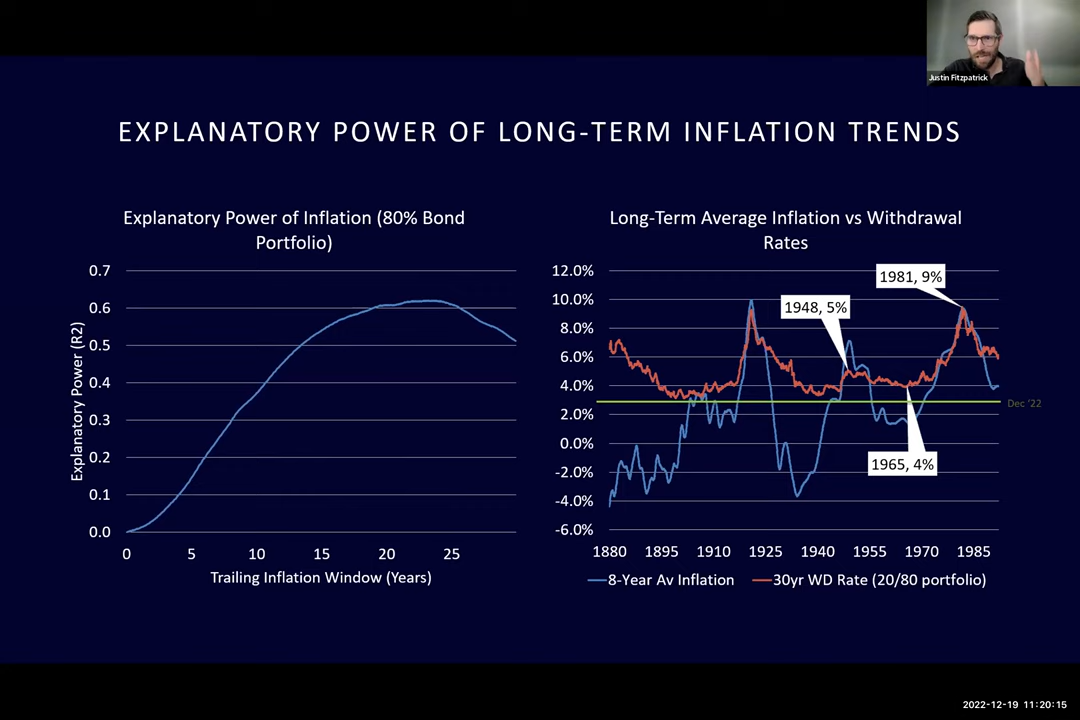 Justin Fitzpatrick
EXPLANATORY POWER OF LONG-TERM INFLATION TRENDS
Explanatory Power of Inflation (80% Bond
Portfolio)
0.7
0.6
0.5
0.4
0.3
0.2
0.1
0.0
Explanatory Power (R2)
0 5 10 15 20 25
Trailing Inflation Window (Years)
Long-Term Average Inflation vs Withdrawal
Rates
12.0%
10.0%
8.0%
6.0%
4.0%
2.0%
0.0%
-2.0%
-4.0%
-6.0%
1981, 9%
1948, 5%
Dec '22
1965, 4%
1880 1895 1910 1925 1940 1955 1970 1985
8-Year Av Inflation 30yr WD Rate (20/80 portfolio)
2022-12-19 11:20:15